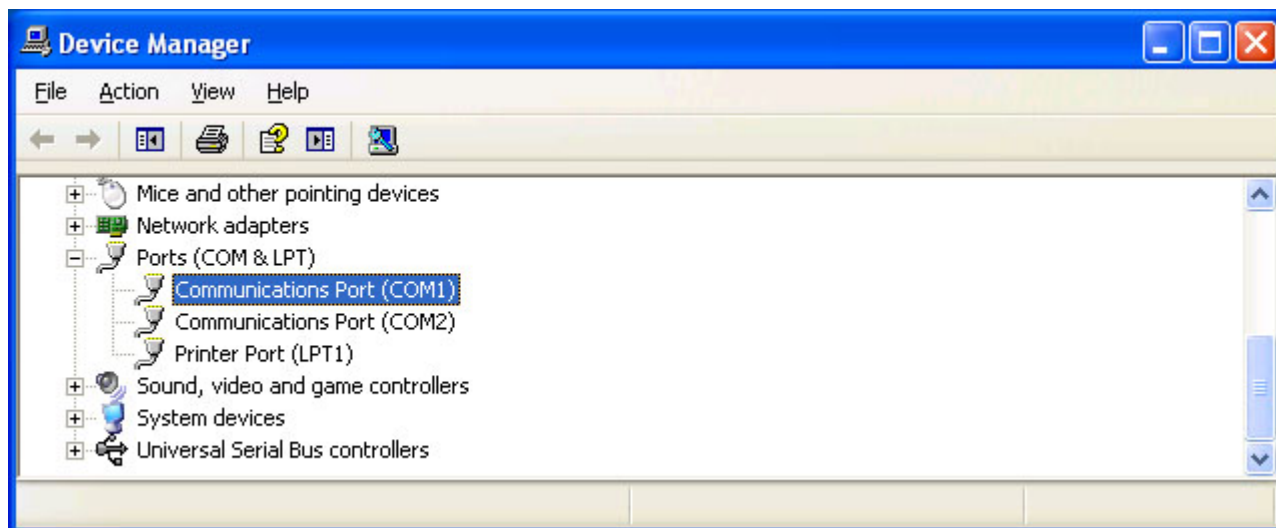 Device Manager
File Action View Help
Mice and other pointing devices
Network adapters
Ports (COM & LPT)
Communications Port (COM1)
Communications Port (COM2)
Printer Port (LPT1)
Sound, video and game controllers
System devices
Universal Serial Bus controllers